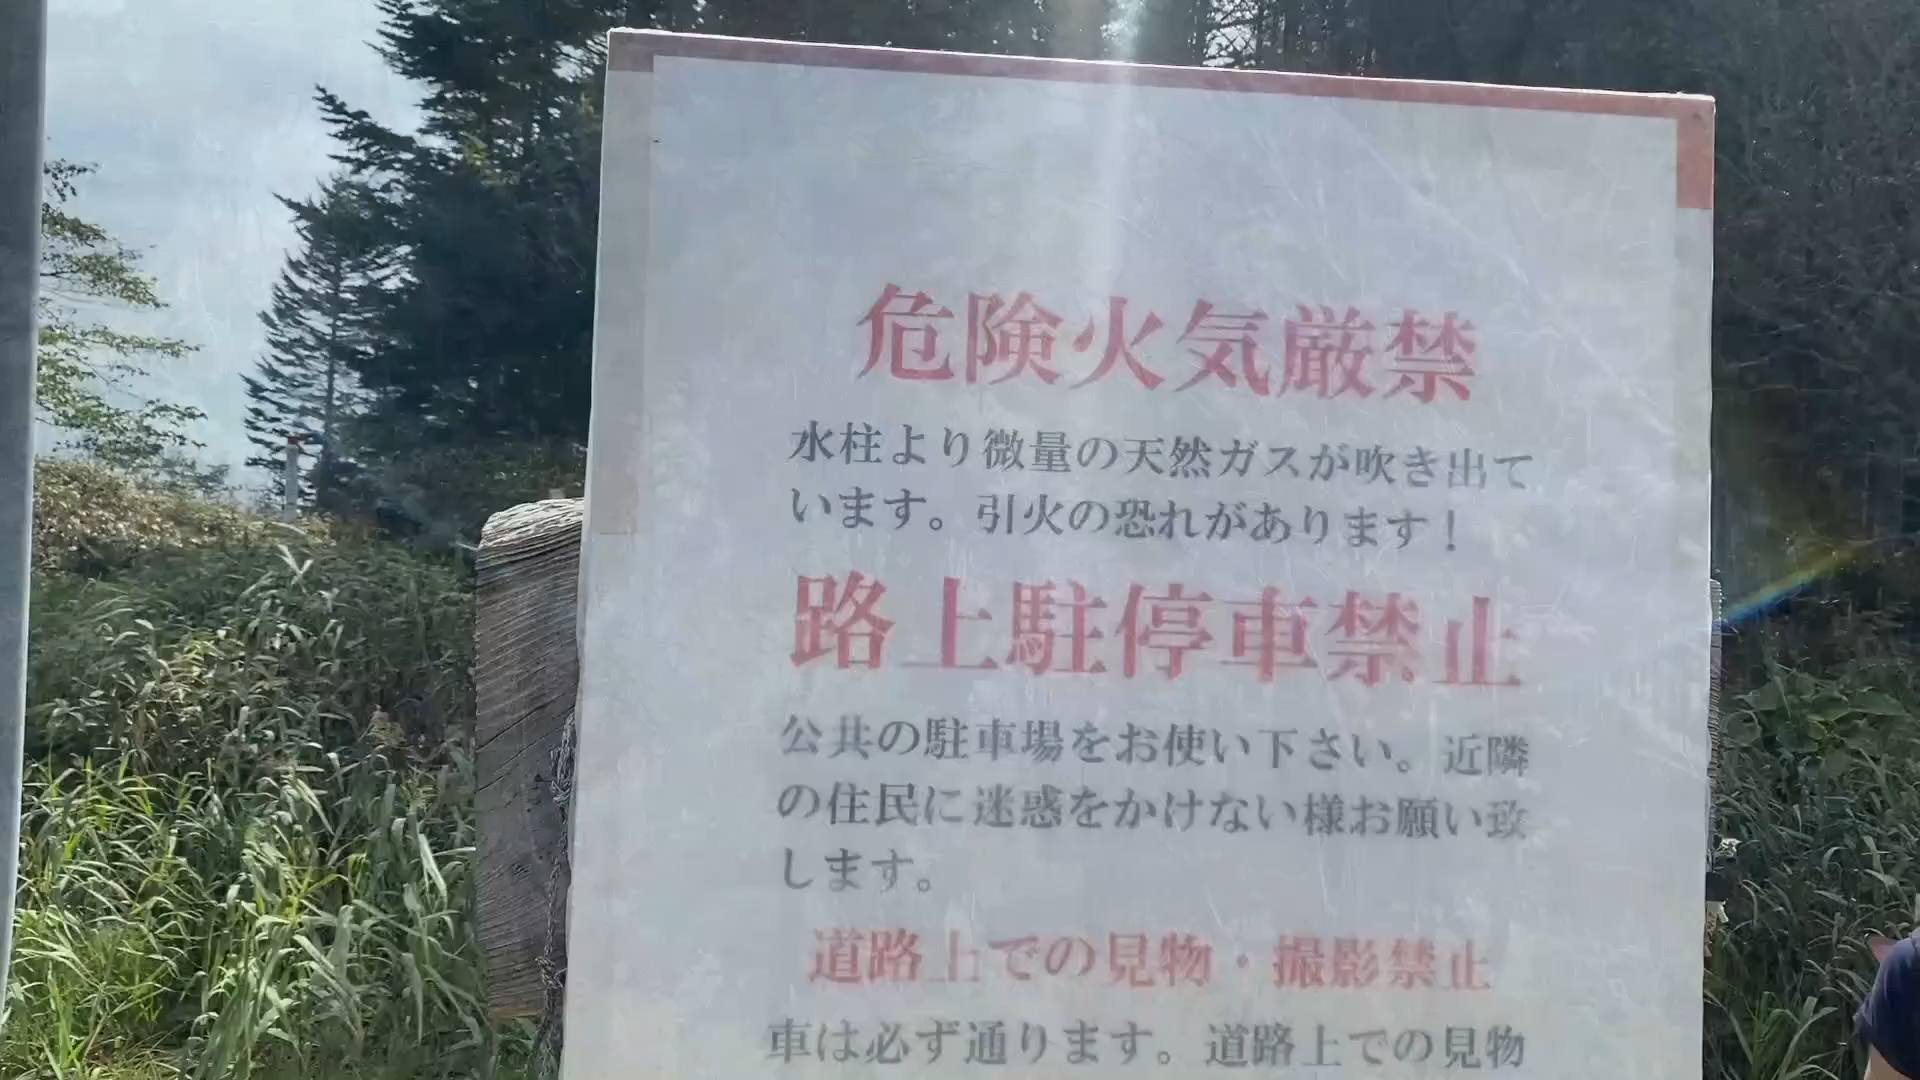 危険火気厳禁
水柱より微量の天然ガスが吹き出て
います。引火の恐れがあります！
路上駐停車禁止
公共の駐車場をお使い下さい。近隣
の住民に迷惑をかけない様お願い致
します。
道路上での見物・撮影禁止
車は必ず通ります。道路上での見物